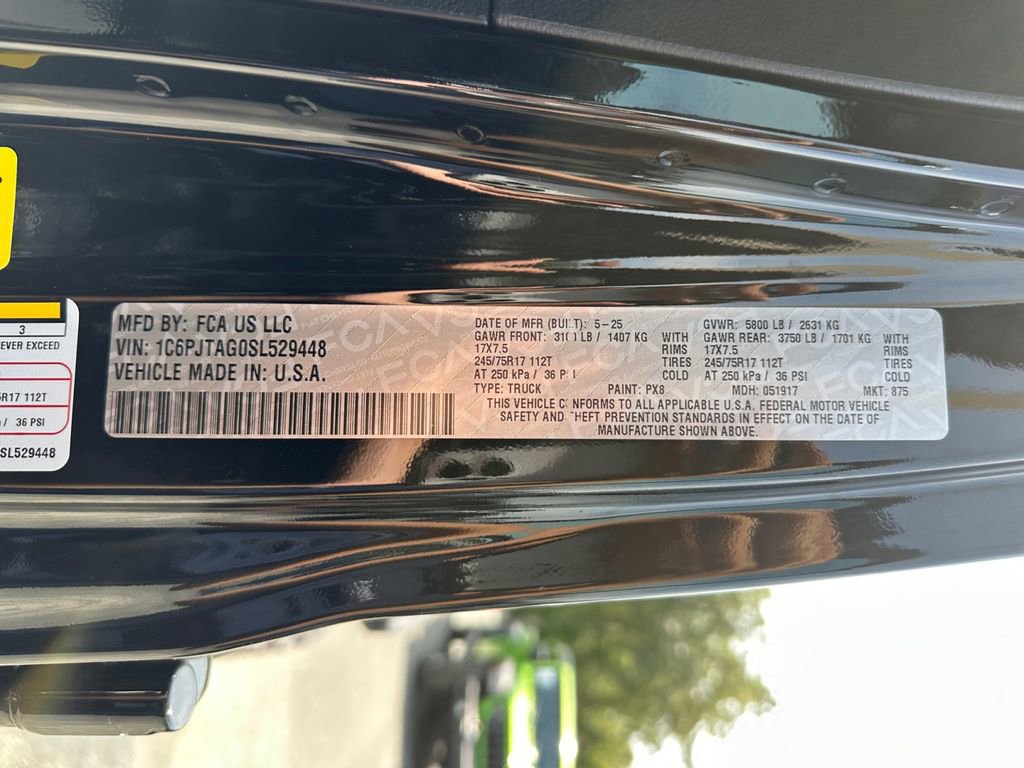 3
EVER EXCEED
5R17 112T
/ 36 PSI
SL529448
MFD BY: FCA US LLC
VIN: 1C6PJTAG0SL529448
VEHICLE MADE IN: U.S.A.
DATE OF MFR (BUILT): 5-25
GAWR FRONT: 3100 LB / 1407 KG WITH
17X7.5 RIMS
245/75R17 112T TIRES
AT 250 kPa / 36 PSI COLD
TYPE: TRUCK
GVWR: 5800 LB / 2631 KG
GAWR REAR: 3750 LB / 1701 KG WITH
17X7.5 RIMS
245/75R17 112T TIRES
AT 250 kPa / 36 PSI COLD
PAINT: PX8 MDH: 051917 MKT: 875
THIS VEHICLE CONFORMS TO ALL APPLICABLE U.S.A. FEDERAL MOTOR VEHICLE
SAFETY AND THEFT PREVENTION STANDARDS IN EFFECT ON THE DATE OF
MANUFACTURE SHOWN ABOVE.